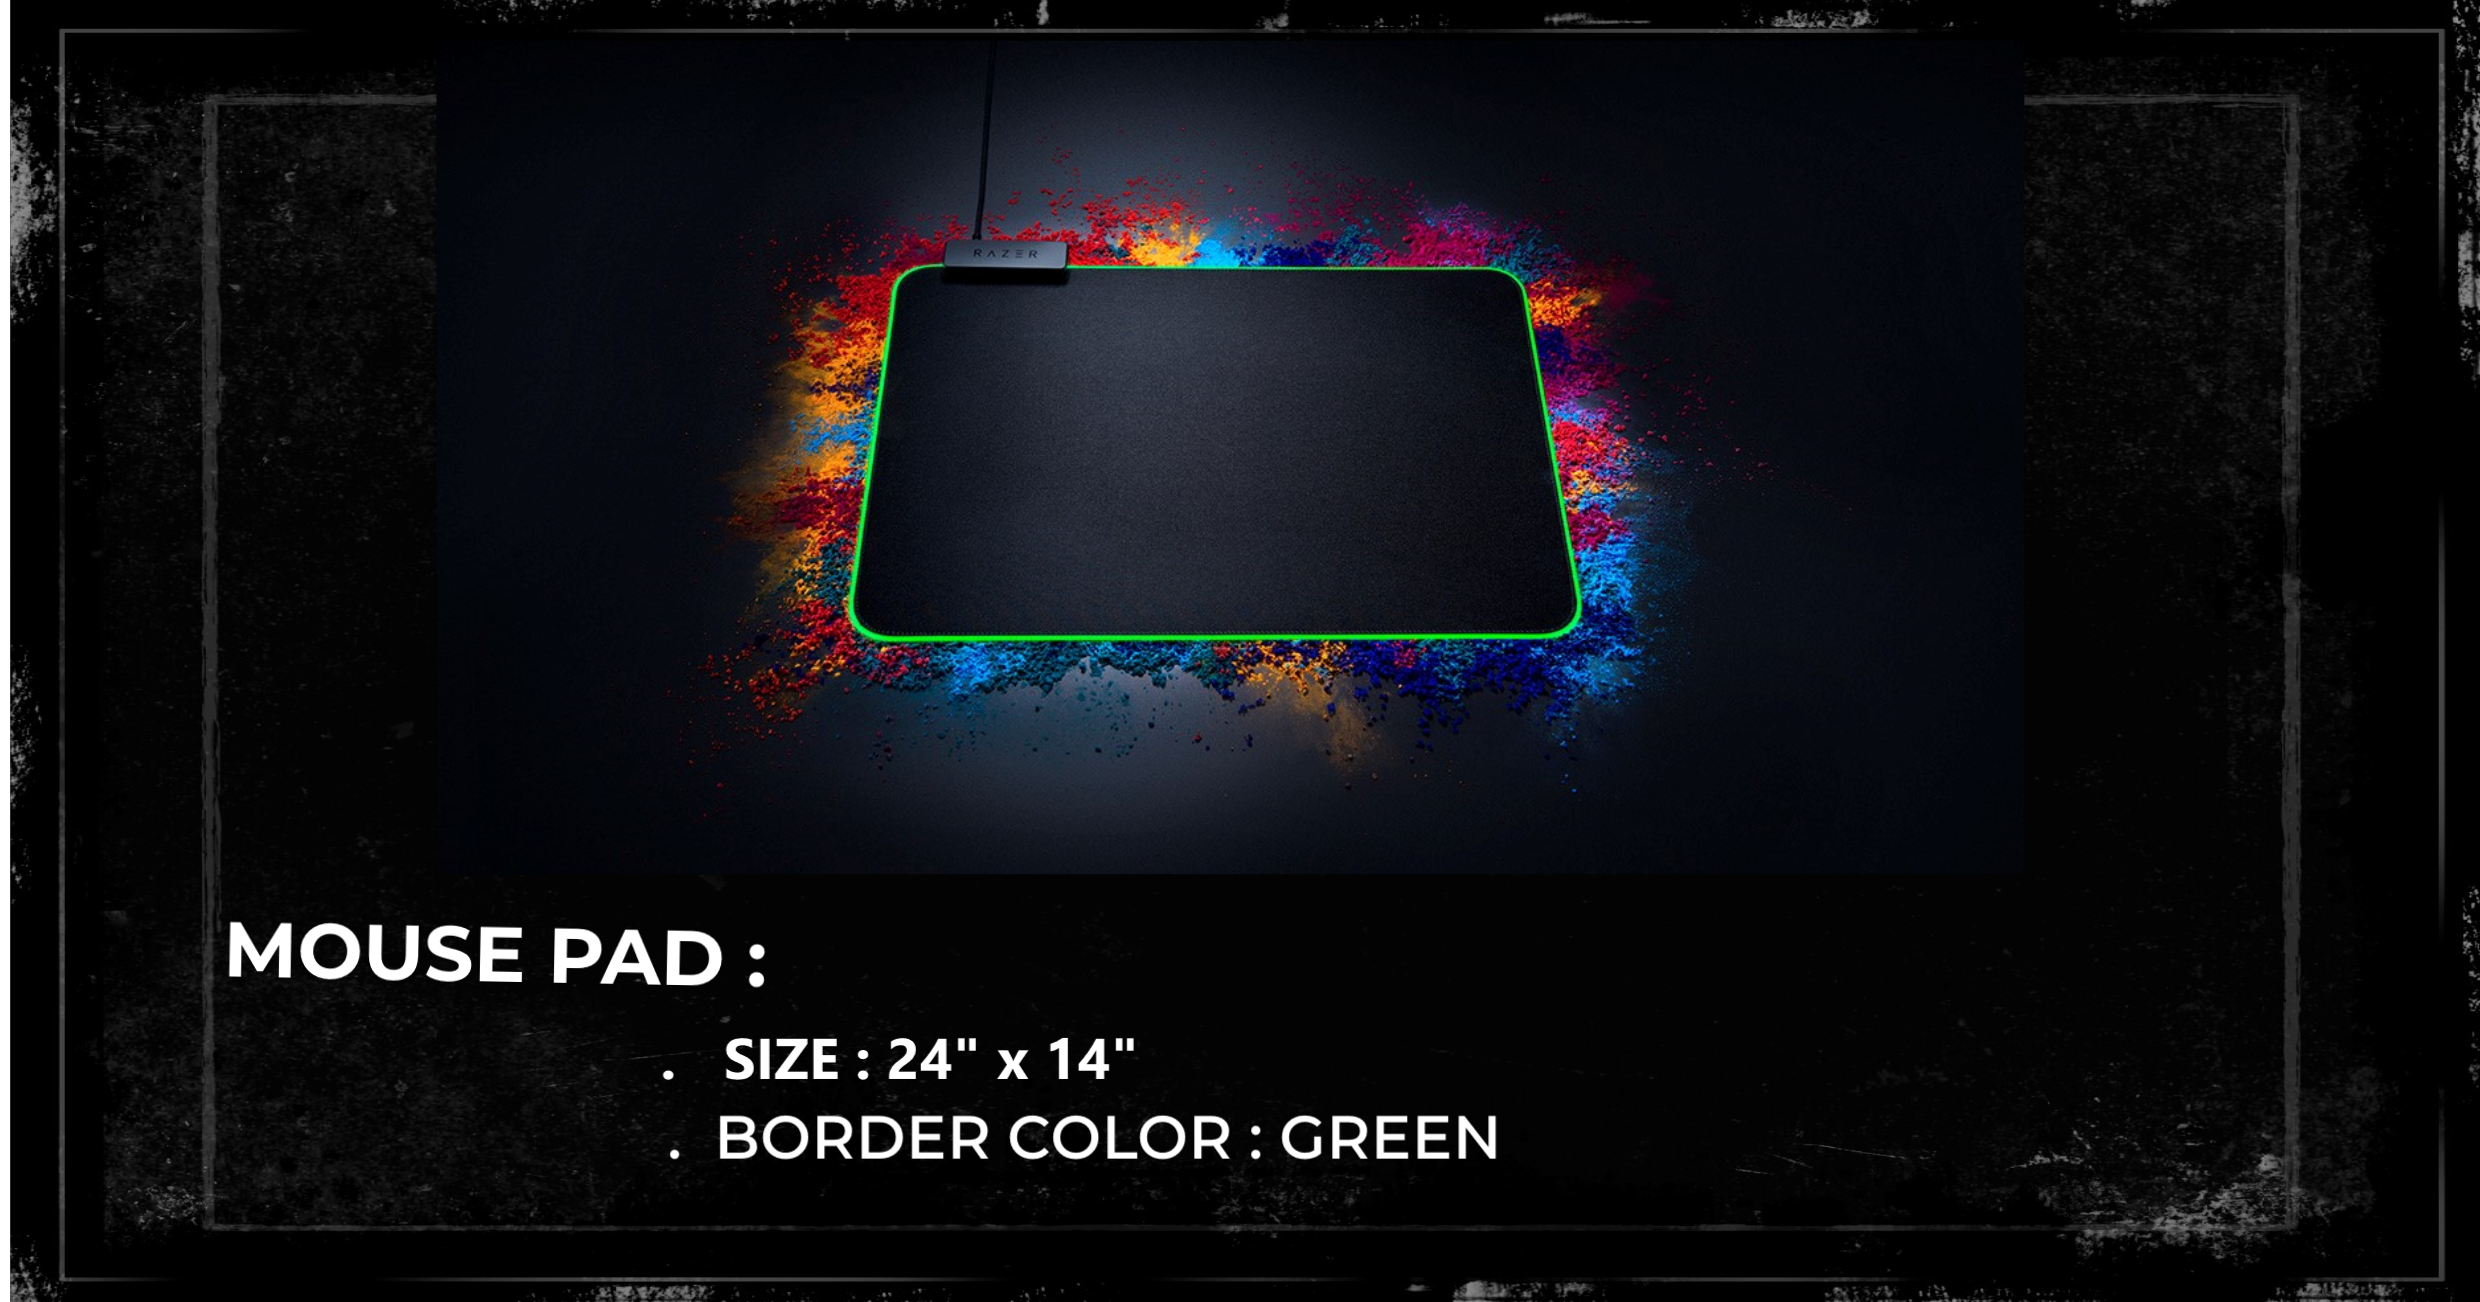 RAZER
MOUSE PAD :
. SIZE : 24" x 14"
. BORDER COLOR : GREEN